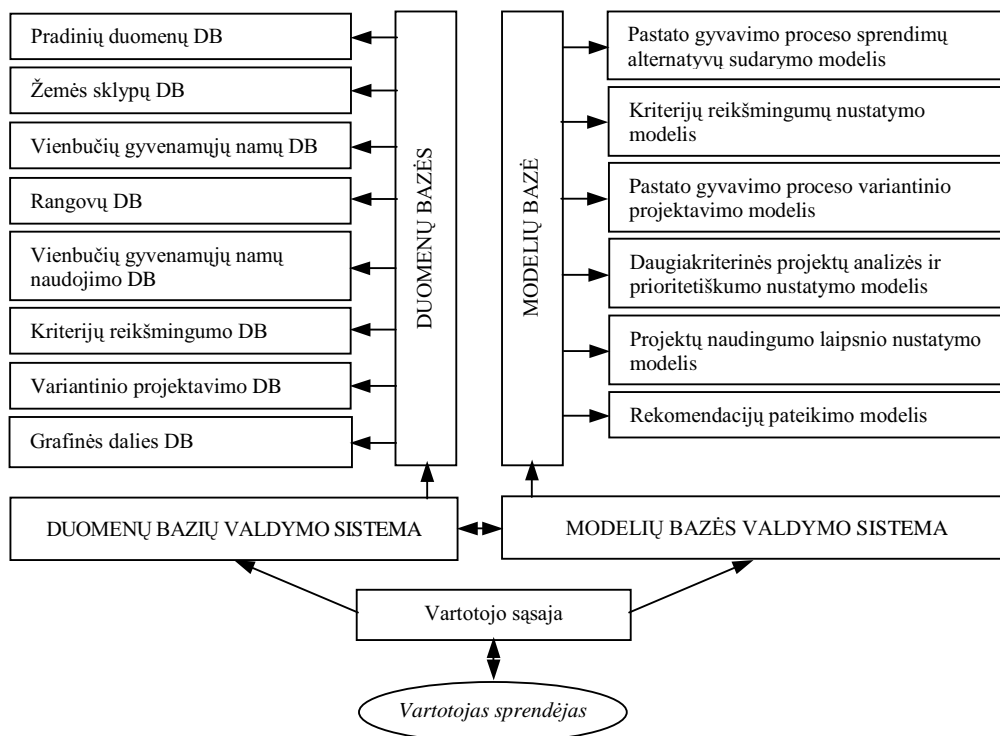 Pradinių duomenų DB
Žemės sklypų DB
Vienbučių gyvenamųjų namų DB
Rangovų DB
Vienbučių gyvenamųjų namų
naudojimo DB
Kriterijų reikšmingumo DB
Variantinio projektavimo DB
Grafinės dalies DB
DUOMENŲ BAZĖS
MODELIŲ BAZĖ
Pastato gyvavimo proceso sprendimų
alternatyvų sudarymo modelis
Kriterijų reikšmingumų nustatymo
modelis
Pastato gyvavimo proceso variantinio
projektavimo modelis
Daugiakriterinės projektų analizės ir
prioritetiškumo nustatymo modelis
Projektų naudingumo laipsnio nustatymo
modelis
Rekomendacijų pateikimo modelis
DUOMENŲ BAZIŲ VALDYMO SISTEMA
MODELIŲ BAZĖS VALDYMO SISTEMA
Vartotojo sąsaja
Vartotojas sprendėjas